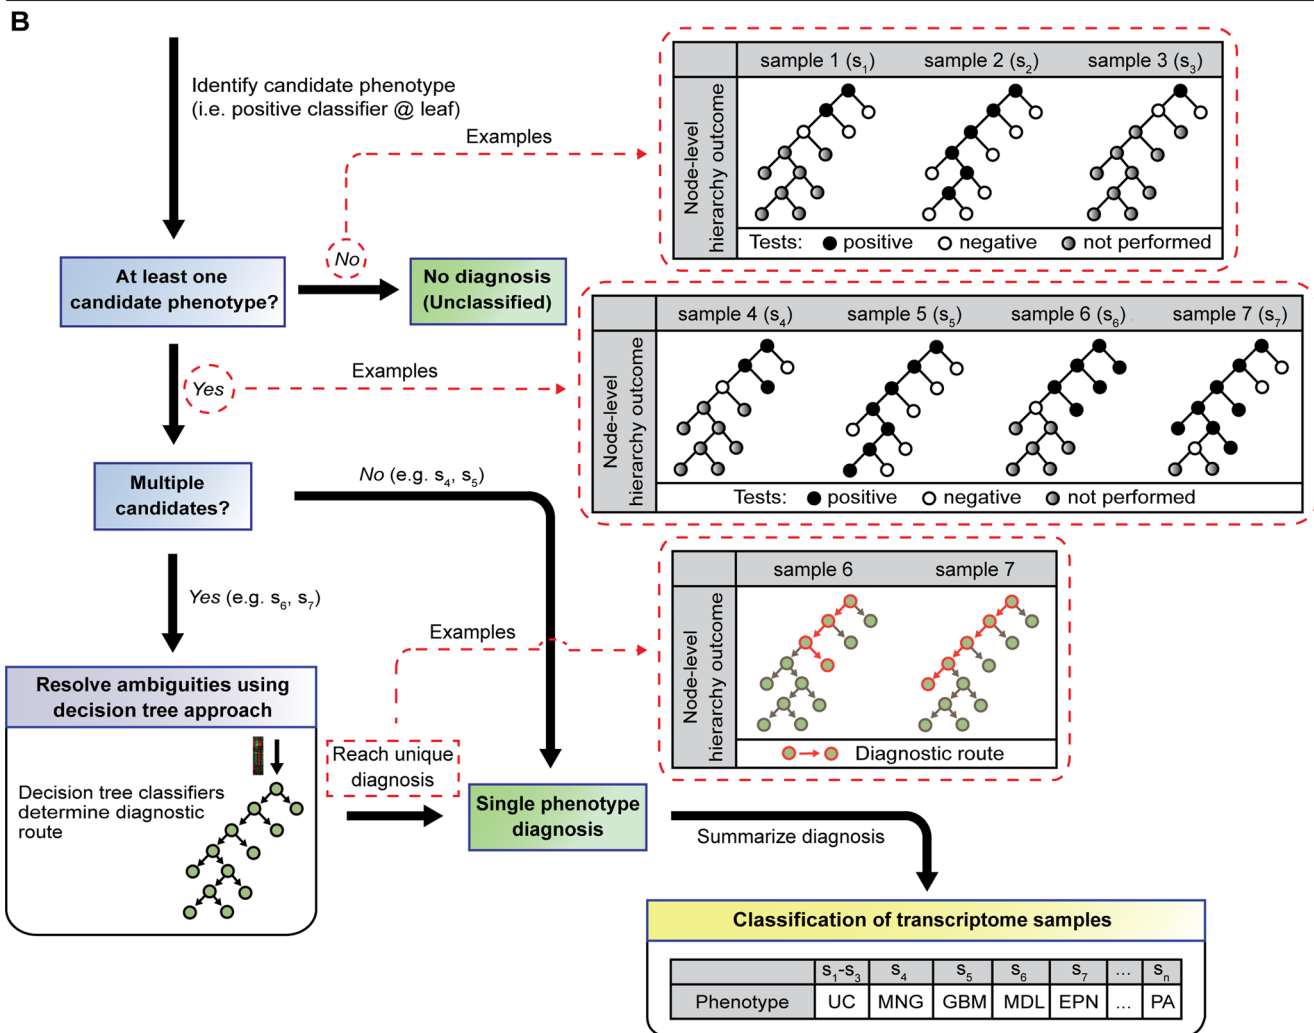 B
Identify candidate phenotype
(i.e. positive classifier @ leaf)
Examples
No
At least one
candidate phenotype?
No diagnosis
(Unclassified)
sample 1 (s1)
sample 2 (s2)
sample 3 (s3)
Node-level
hierarchy outcome
Tests: positive negative not performed
Yes
Examples
sample 4 (s4)
sample 5 (s5)
sample 6 (s6)
sample 7 (s7)
Node-level
hierarchy outcome
Tests: positive negative not performed
Multiple
candidates?
No (e.g. s4, s5)
Yes (e.g. s6, s7)
Examples
sample 6
sample 7
Node-level
hierarchy outcome
Diagnostic route
Resolve ambiguities using
decision tree approach
Decision tree classifiers
determine diagnostic
route
Reach unique
diagnosis
Single phenotype
diagnosis
Summarize diagnosis
Classification of transcriptome samples
s1-s3 s4 s5 s6 s7 ... sn
Phenotype UC MNG GBM MDL EPN ... PA